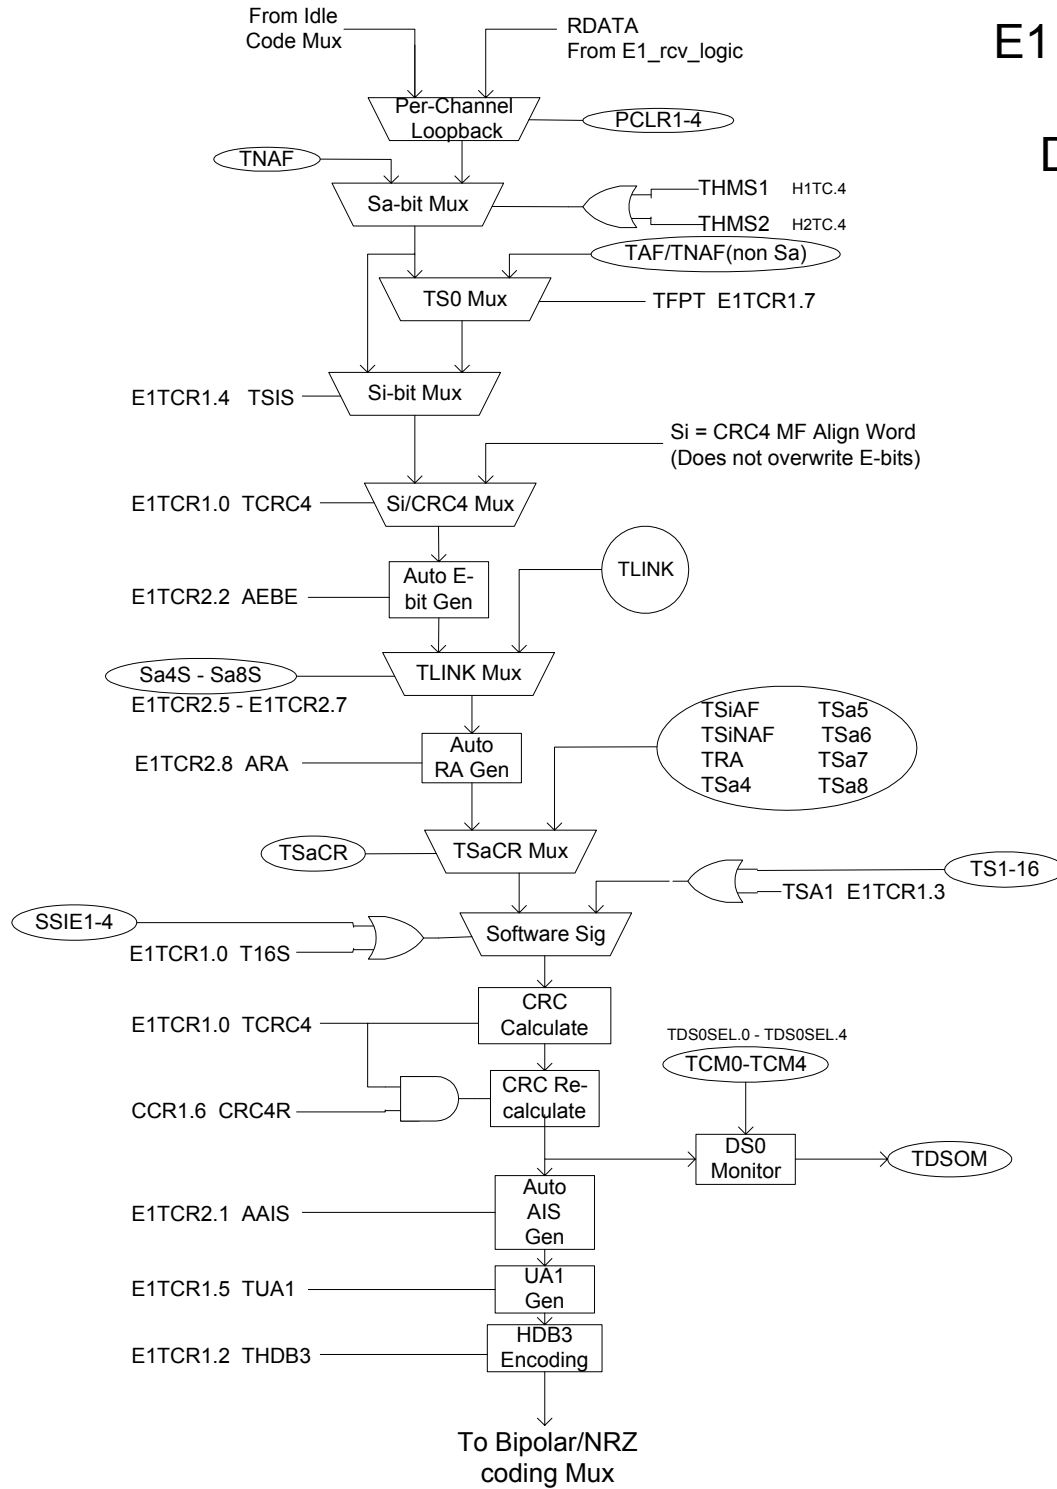 From Idle
Code Mux
RDATA
From E1_rcv_logic
E1
Per-Channel
Loopback
PCLR1-4
TNAF
Sa-bit Mux
THMS1 H1TC.4
THMS2 H2TC.4
TAF/TNAF(non Sa)
TS0 Mux
TFPT E1TCR1.7
E1TCR1.4 TSIS
Si-bit Mux
Si = CRC4 MF Align Word
(Does not overwrite E-bits)
E1TCR1.0 TCRC4
Si/CRC4 Mux
Auto E-
bit Gen
TLINK
E1TCR2.2 AEBE
Sa4S - Sa8S
TLINK Mux
E1TCR2.5 - E1TCR2.7
TSiAF TSa5
TSiNAF TSa6
TRA TSa7
TSa4 TSa8
Auto
RA Gen
E1TCR2.8 ARA
TSaCR
TSaCR Mux
TS1-16
TSA1 E1TCR1.3
SSIE1-4
Software Sig
E1TCR1.0 T16S
CRC
Calculate
E1TCR1.0 TCRC4
TDS0SEL.0 - TDS0SEL.4
TCM0-TCM4
CRC Re-
calculate
CCR1.6 CRC4R
DS0
Monitor
TDSOM
Auto
AIS
Gen
E1TCR2.1 AAIS
UA1
Gen
E1TCR1.5 TUA1
HDB3
Encoding
E1TCR1.2 THDB3
To Bipolar/NRZ
coding Mux